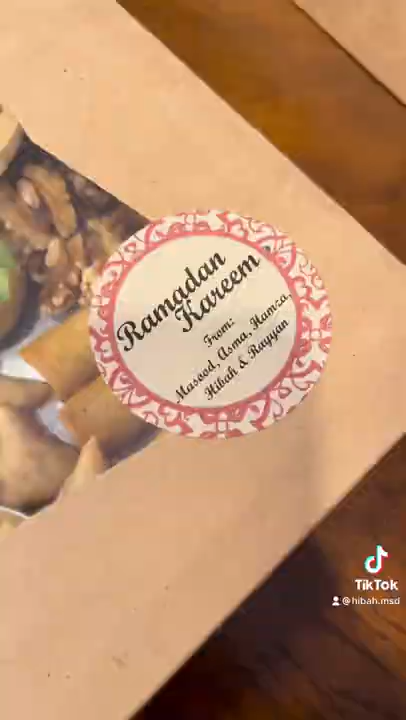 Ramadan
Kareem
From:
Masood, Asma, Hamza,
Hibah & Rayyan
TikTok
@hibah.msd